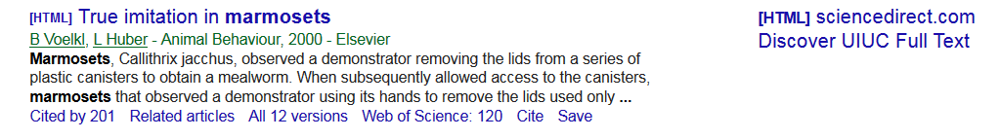 [HTML] True imitation in marmosets
[HTML] sciencedirect.com
B Voelkl, L Huber - Animal Behaviour, 2000 - Elsevier
Discover UIUC Full Text
Marmosets, Callithrix jacchus, observed a demonstrator removing the lids from a series of
plastic canisters to obtain a mealworm. When subsequently allowed access to the canisters,
marmosets that observed a demonstrator using its hands to remove the lids used only ...
Cited by 201 Related articles All 12 versions Web of Science: 120 Cite Save